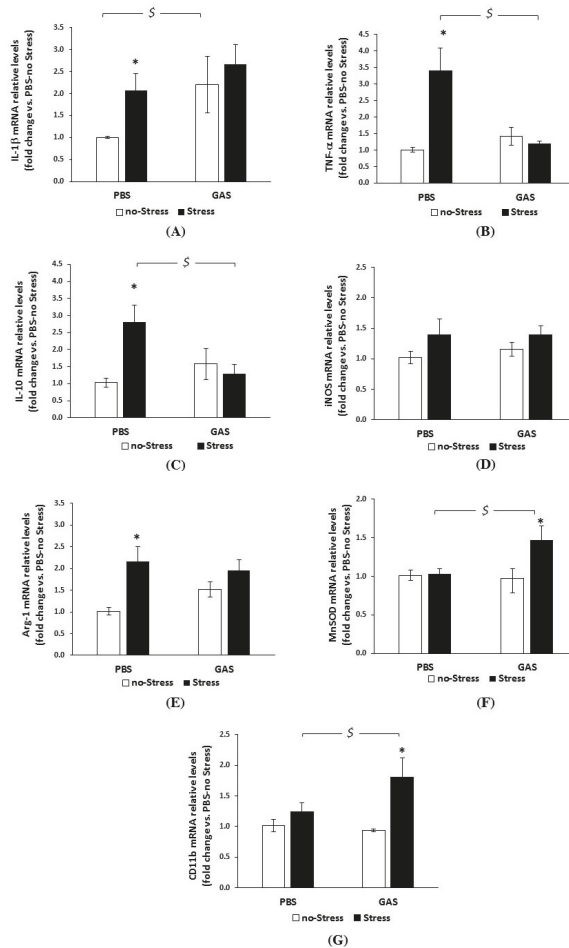 $
IL-1β mRNA relative levels
(fold change vs. PBS-no Stress)
3.5
3.0
2.5
2.0
1.5
1.0
0.5
0.0
*
PBS
GAS
no-Stress
Stress
(A)
$
TNF-α mRNA relative levels
(fold change vs. PBS-no Stress)
4.5
4.0
3.5
3.0
2.5
2.0
1.5
1.0
0.5
0.0
*
PBS
GAS
no-Stress
Stress
(B)
$
IL-10 mRNA relative levels
(fold change vs. PBS-no Stress)
4.5
4.0
3.5
3.0
2.5
2.0
1.5
1.0
0.5
0.0
*
PBS
GAS
no-Stress
Stress
(C)
iNOS mRNA relative levels
(fold change vs. PBS-no Stress)
2.5
2.0
1.5
1.0
0.5
0.0
PBS
GAS
no-Stress
Stress
(D)
Arg-1 mRNA relative levels
(fold change vs. PBS-no Stress)
3.5
3.0
2.5
2.0
1.5
1.0
0.5
0.0
*
PBS
GAS
no-Stress
Stress
(E)
$
MnSOD mRNA relative levels
(fold change vs. PBS-no Stress)
2.0
1.5
1.0
0.5
0.0
*
PBS
GAS
no-Stress
Stress
(F)
$
CD11b mRNA relative levels
(fold change vs. PBS-no Stress)
2.5
2.0
1.5
1.0
0.5
0.0
*
PBS
GAS
no-Stress
Stress
(G)